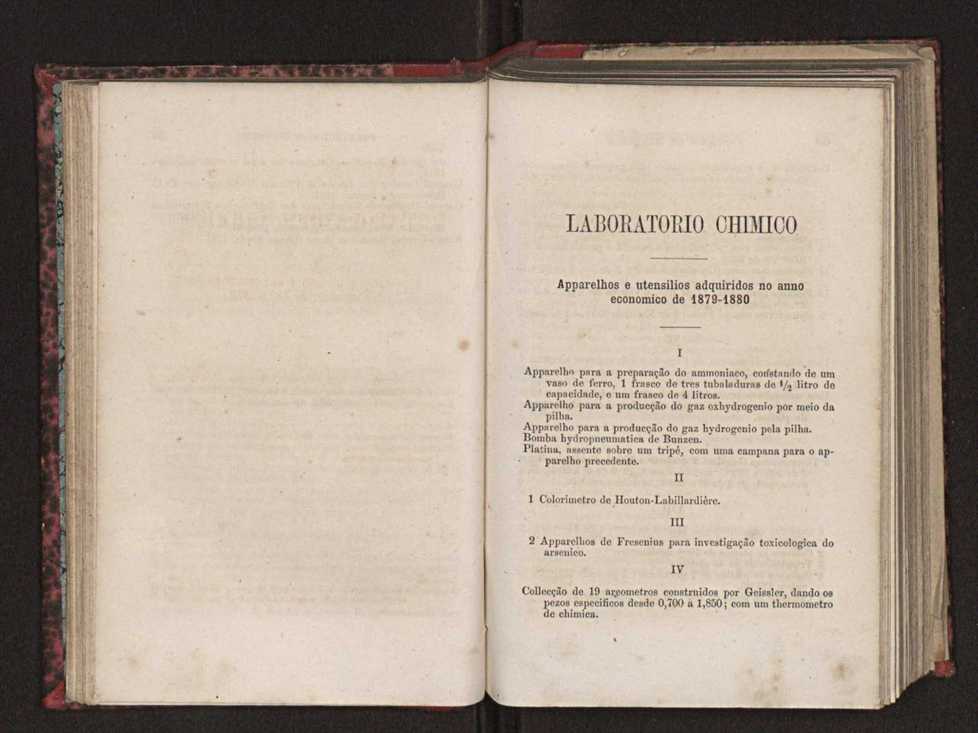 LABORATORIO CHIMICO
Apparelhos e utensilios adquiridos no anno
economico de 1879-1880
I
Apparelho para a preparação do ammoniaco, constando de um
vaso de ferro, 1 frasco de tres tubuladuras de 1/2 litro de
capacidade, e um frasco de 4 litros.
Apparelho para a producção do gaz oxhydrogenio por meio da
pilha.
Apparelho para a producção do gaz hydrogenio pela pilha.
Bomba hydropneumatica de Bunzen.
Platina, assente sobre um tripé, com uma campana para o ap-
parelho precedente.
II
1 Colorimetro de Houton-Labillardière.
III
2 Apparelhos de Fresenius para investigação toxicologica do
arsenico.
IV
Collecção de 19 areometros construidos por Geissler, dando os
pezos especificos desde 0,700 a 1,850; com um thermometro
de chimica.